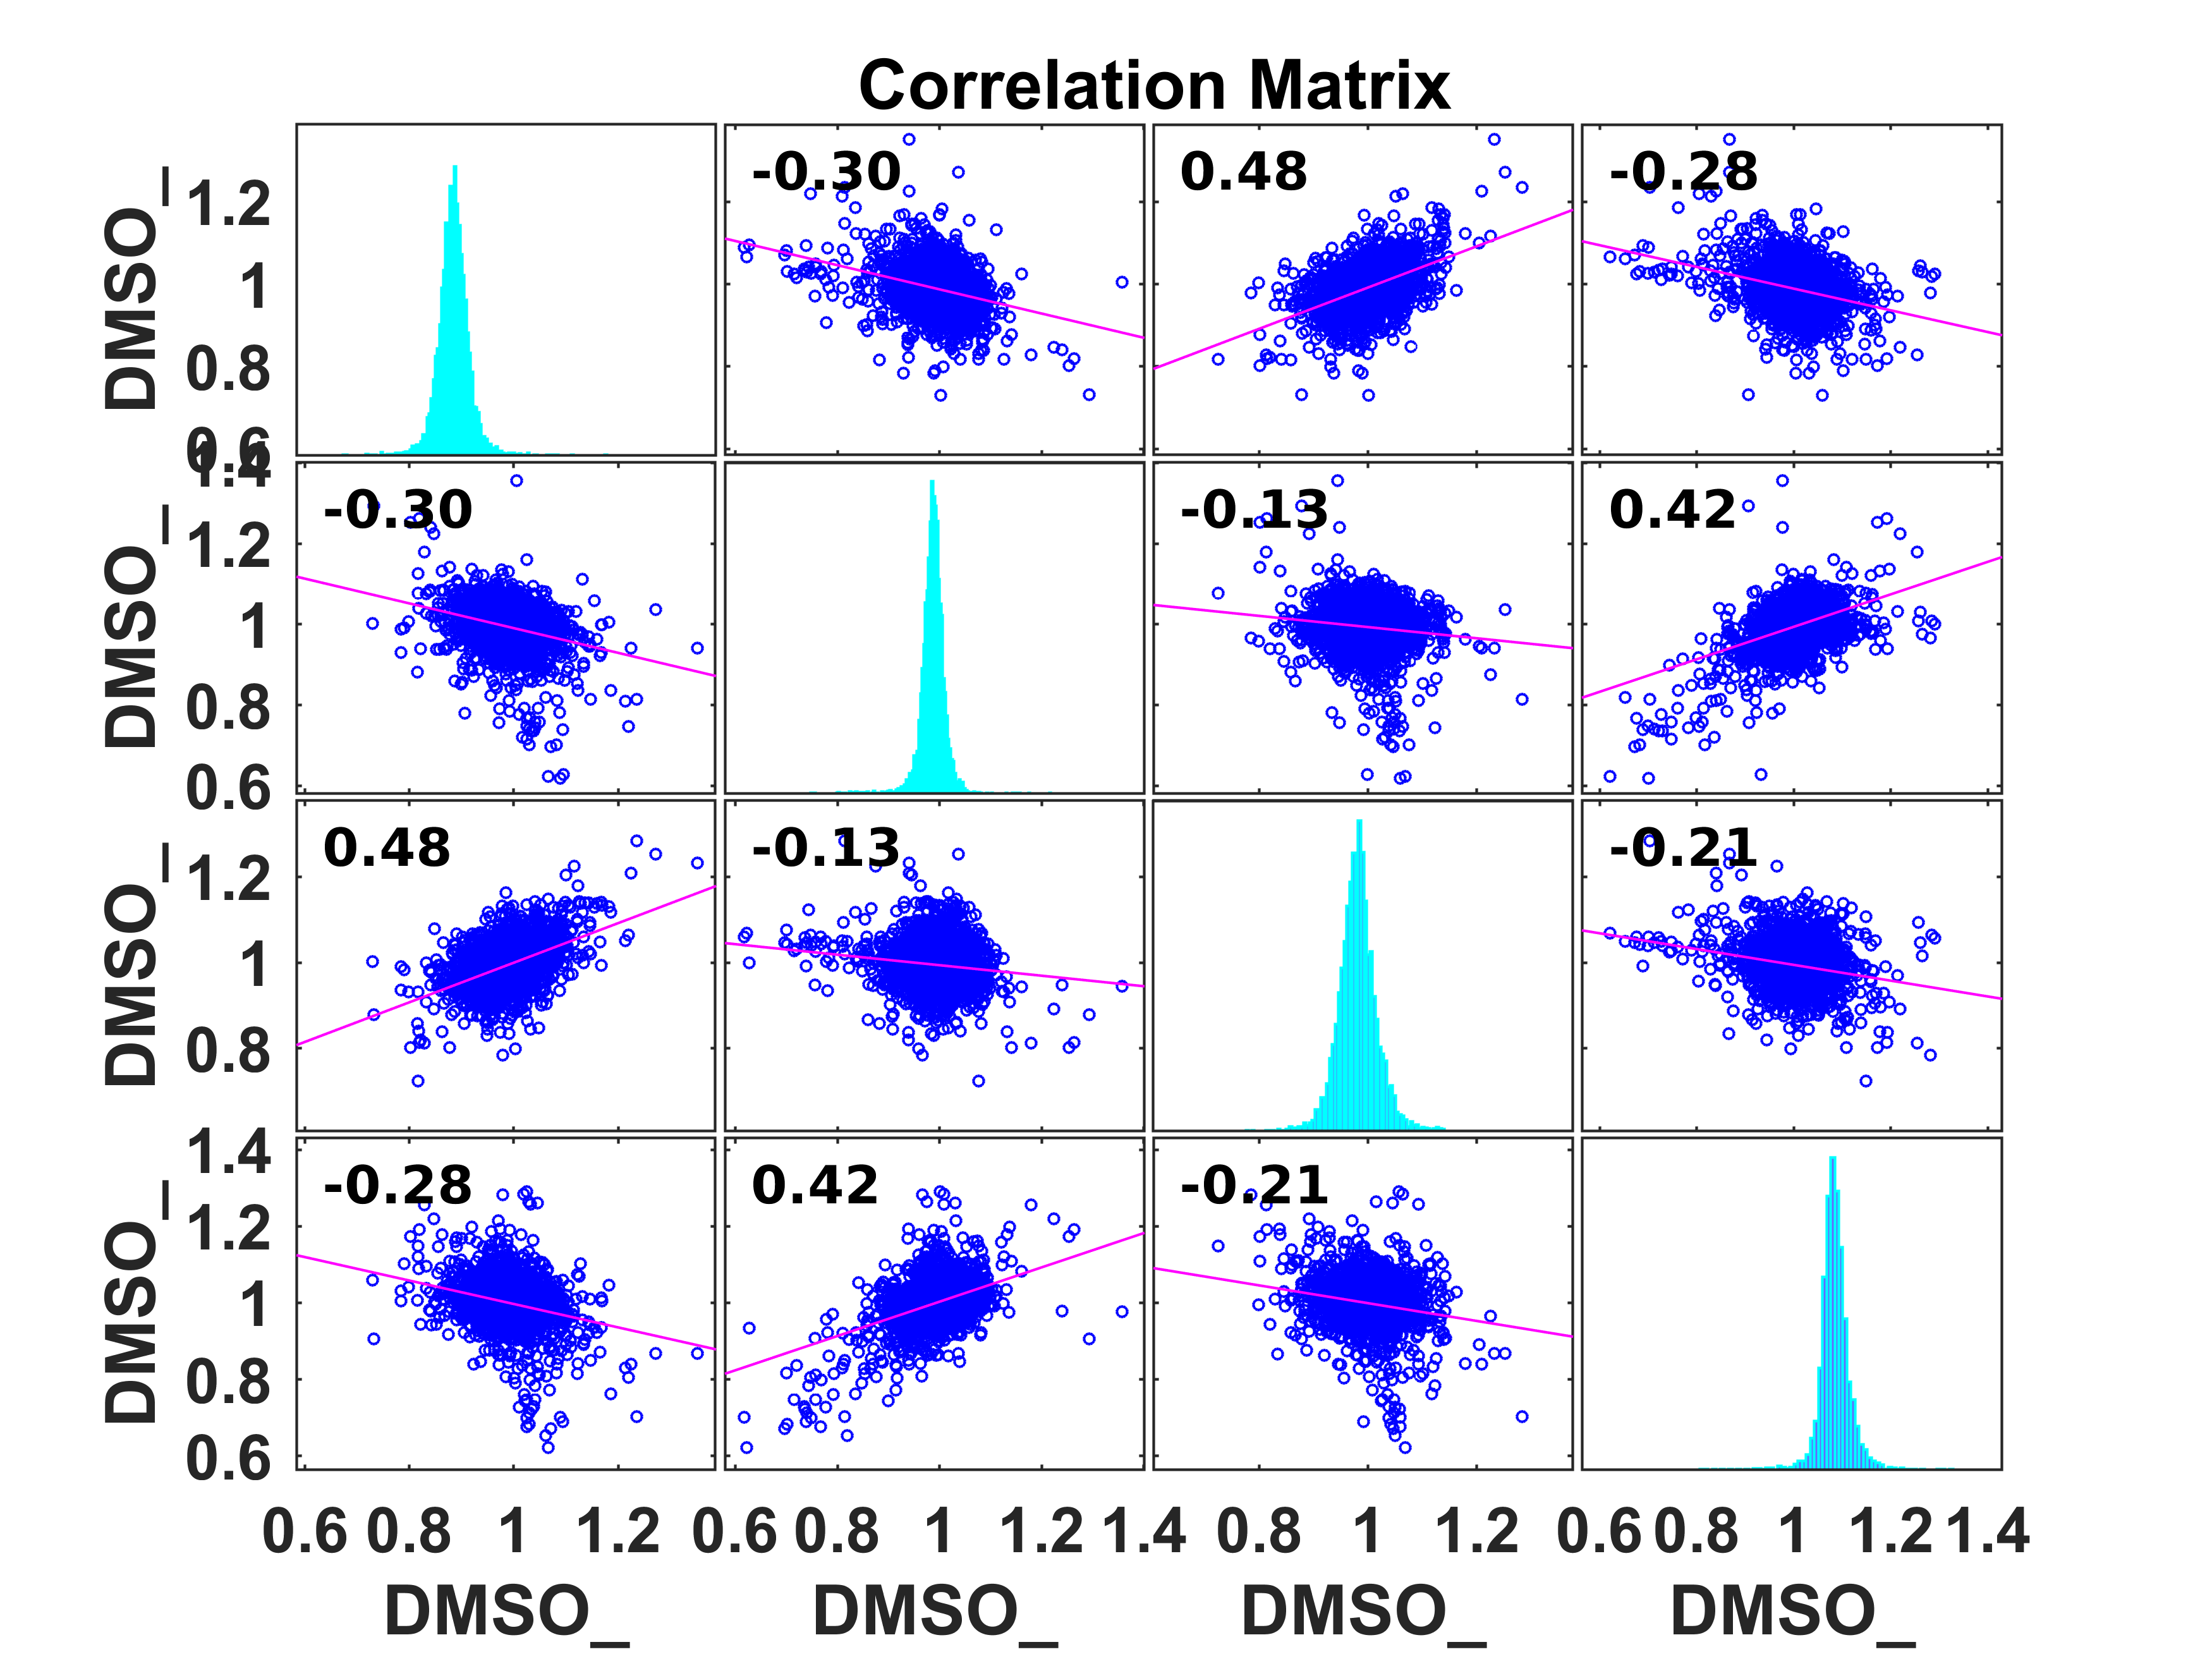 Correlation Matrix
DMSO_ 1.2 1 0.8 0.6
-0.30 0.48 -0.28
DMSO_ 1.4 1.2 1 0.8 0.6
-0.30 -0.13 0.42
DMSO_ 1.2 1 0.8
0.48 -0.13 -0.21
DMSO_ 1.4 1.2 1 0.8 0.6
-0.28 0.42 -0.21
0.6 0.8 1 1.2 0.6 0.8 1 1.2 1.4 0.8 1 1.2 0.6 0.8 1 1.2 1.4
DMSO_ DMSO_ DMSO_ DMSO_